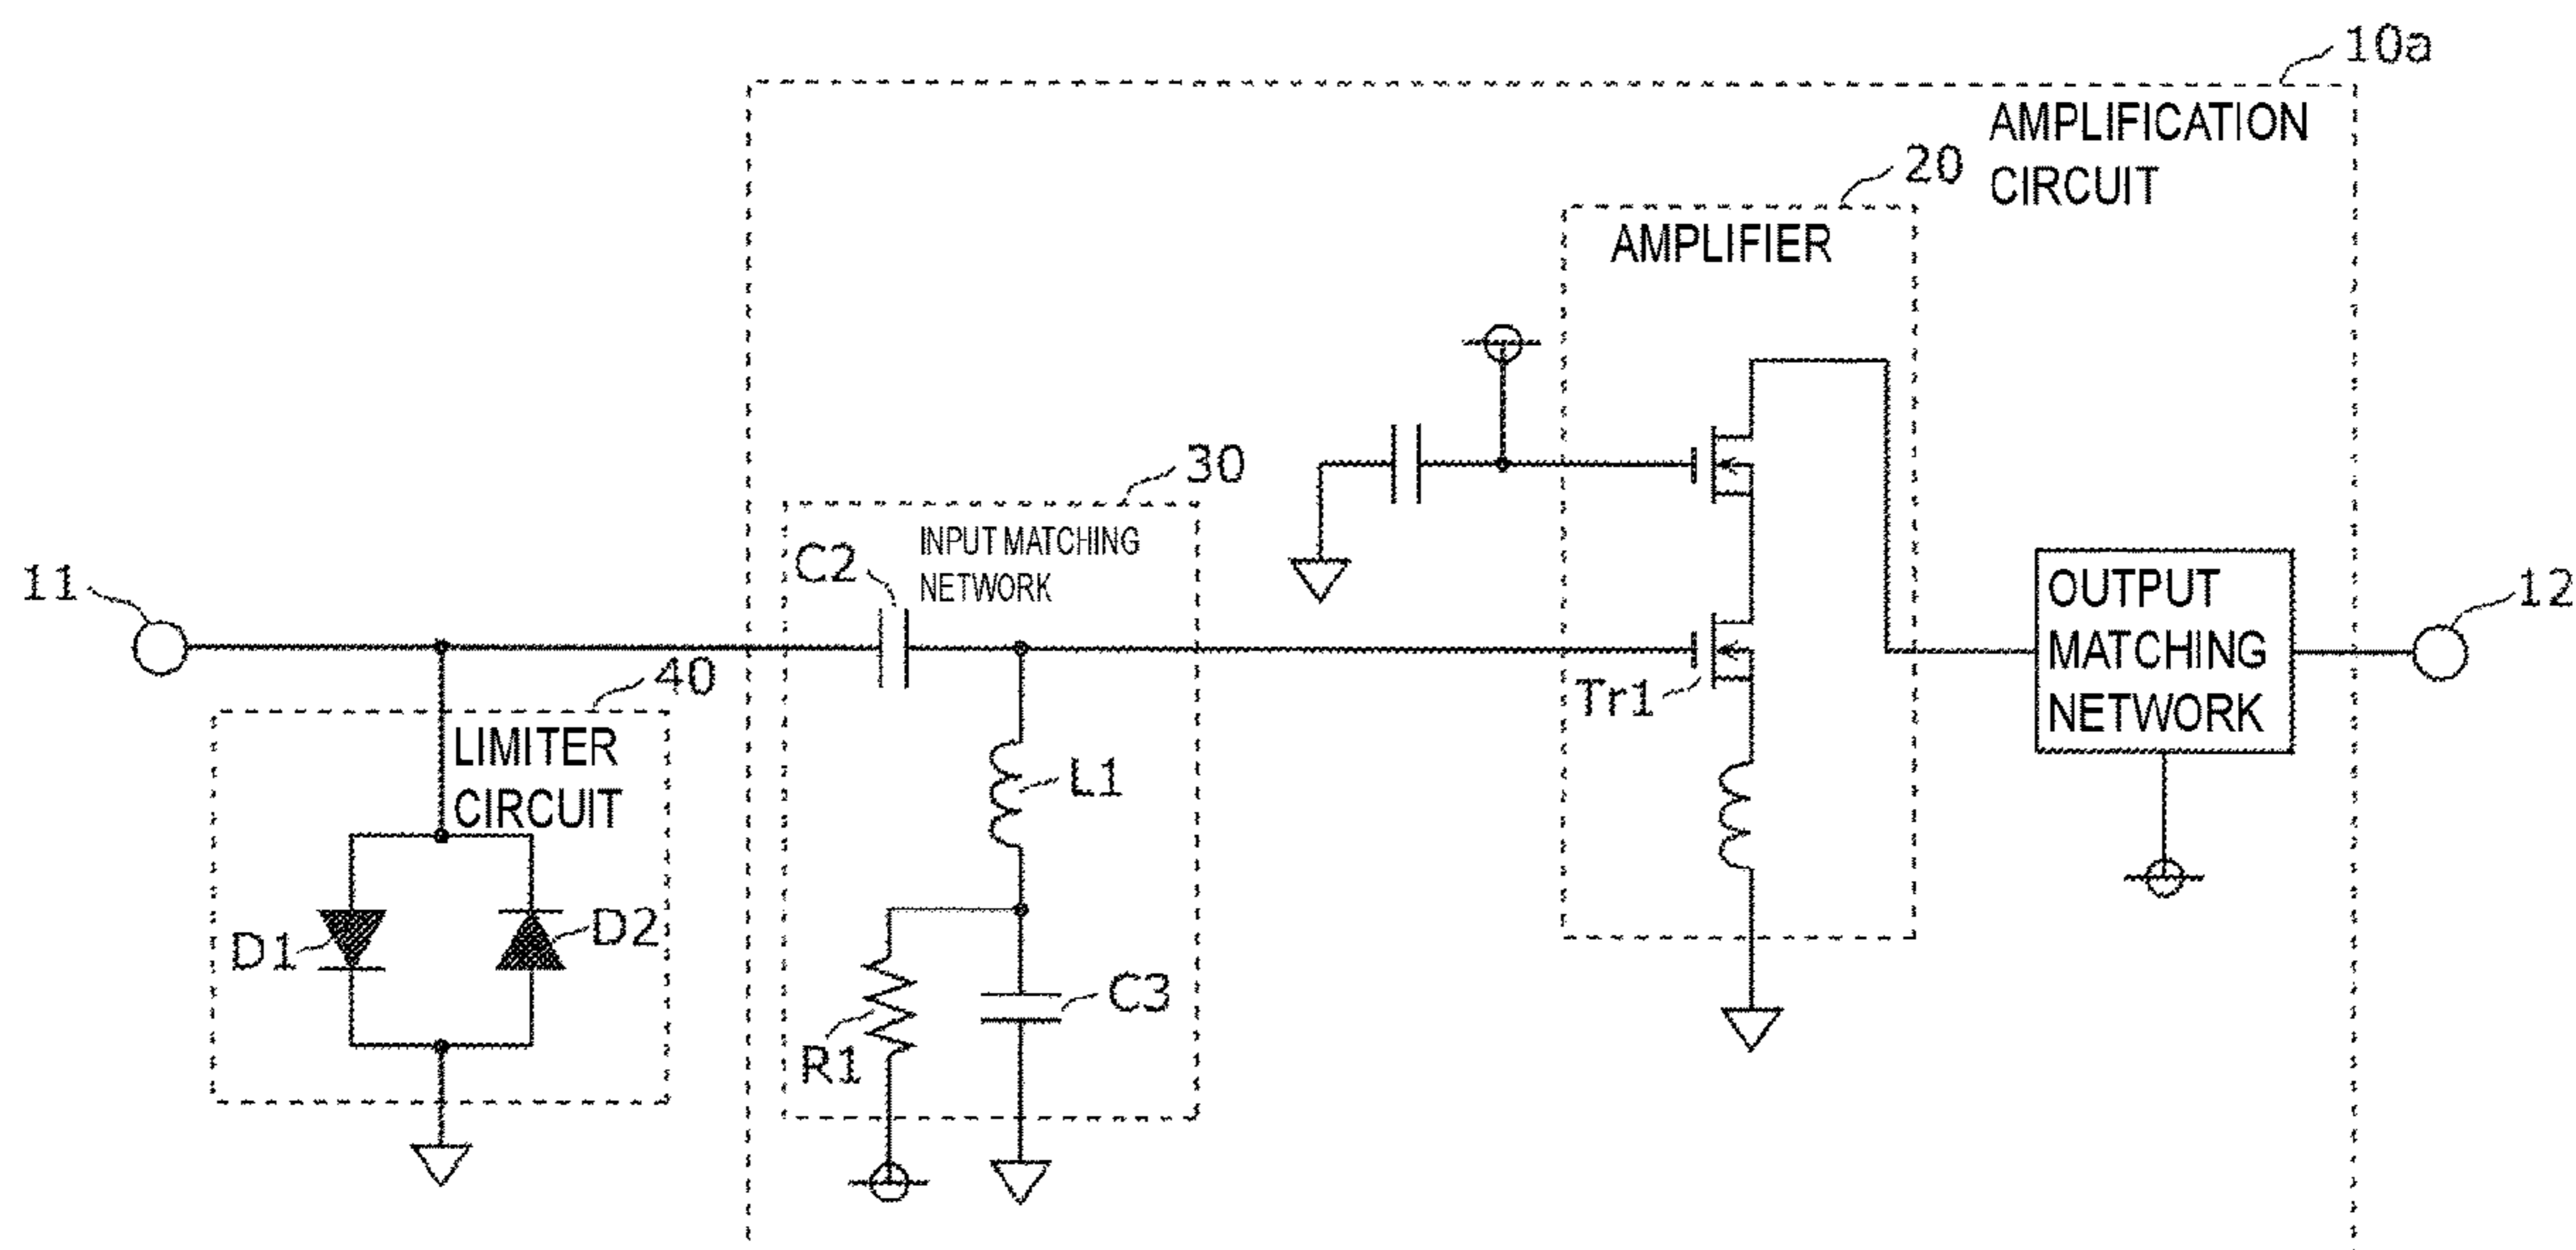 10a
AMPLIFICATION
CIRCUIT
20
AMPLIFIER
30
INPUT MATCHING
NETWORK
C2
11
12
OUTPUT
MATCHING
NETWORK
40
LIMITER
CIRCUIT
Tr1
L1
D1
D2
C3
R1